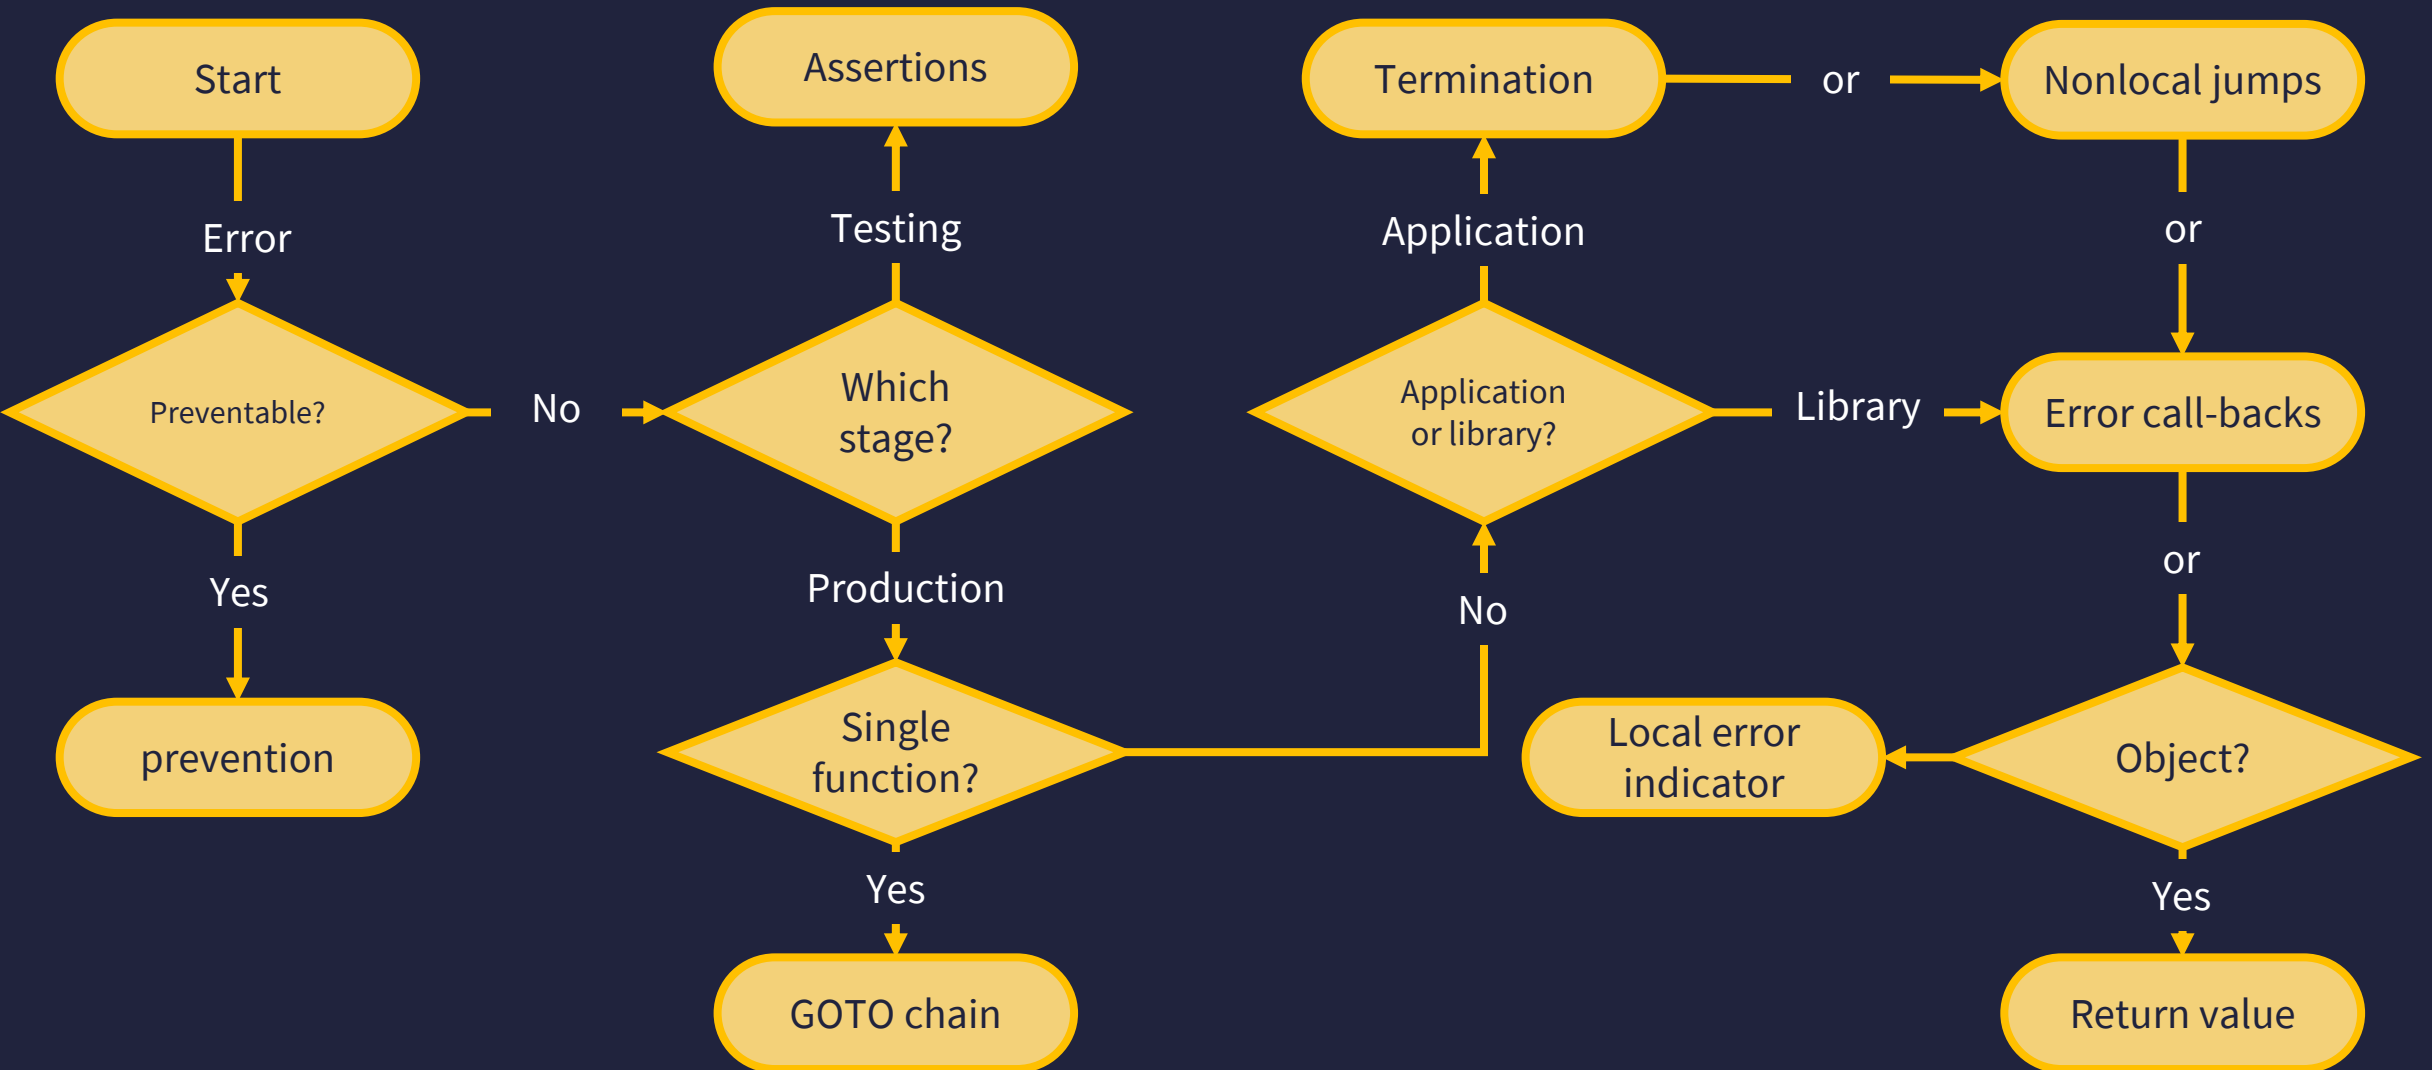 Start
Assertions
Termination
or
Nonlocal jumps
Error
Testing
Application
or
Preventable?
No
Which
stage?
Application
or library?
Library
Error call-backs
Yes
Production
No
or
prevention
Single
function?
Local error
indicator
Object?
Yes
Yes
GOTO chain
Return value